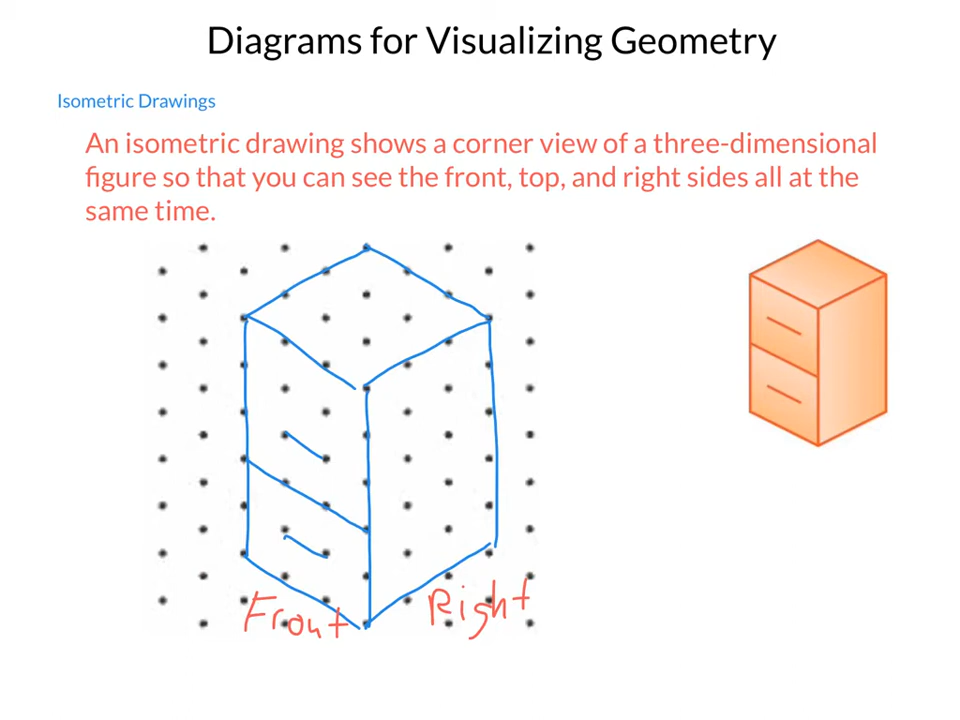 Diagrams for Visualizing Geometry
Isometric Drawings
An isometric drawing shows a corner view of a three-dimensional
figure so that you can see the front, top, and right sides all at the
same time.
Front
Right